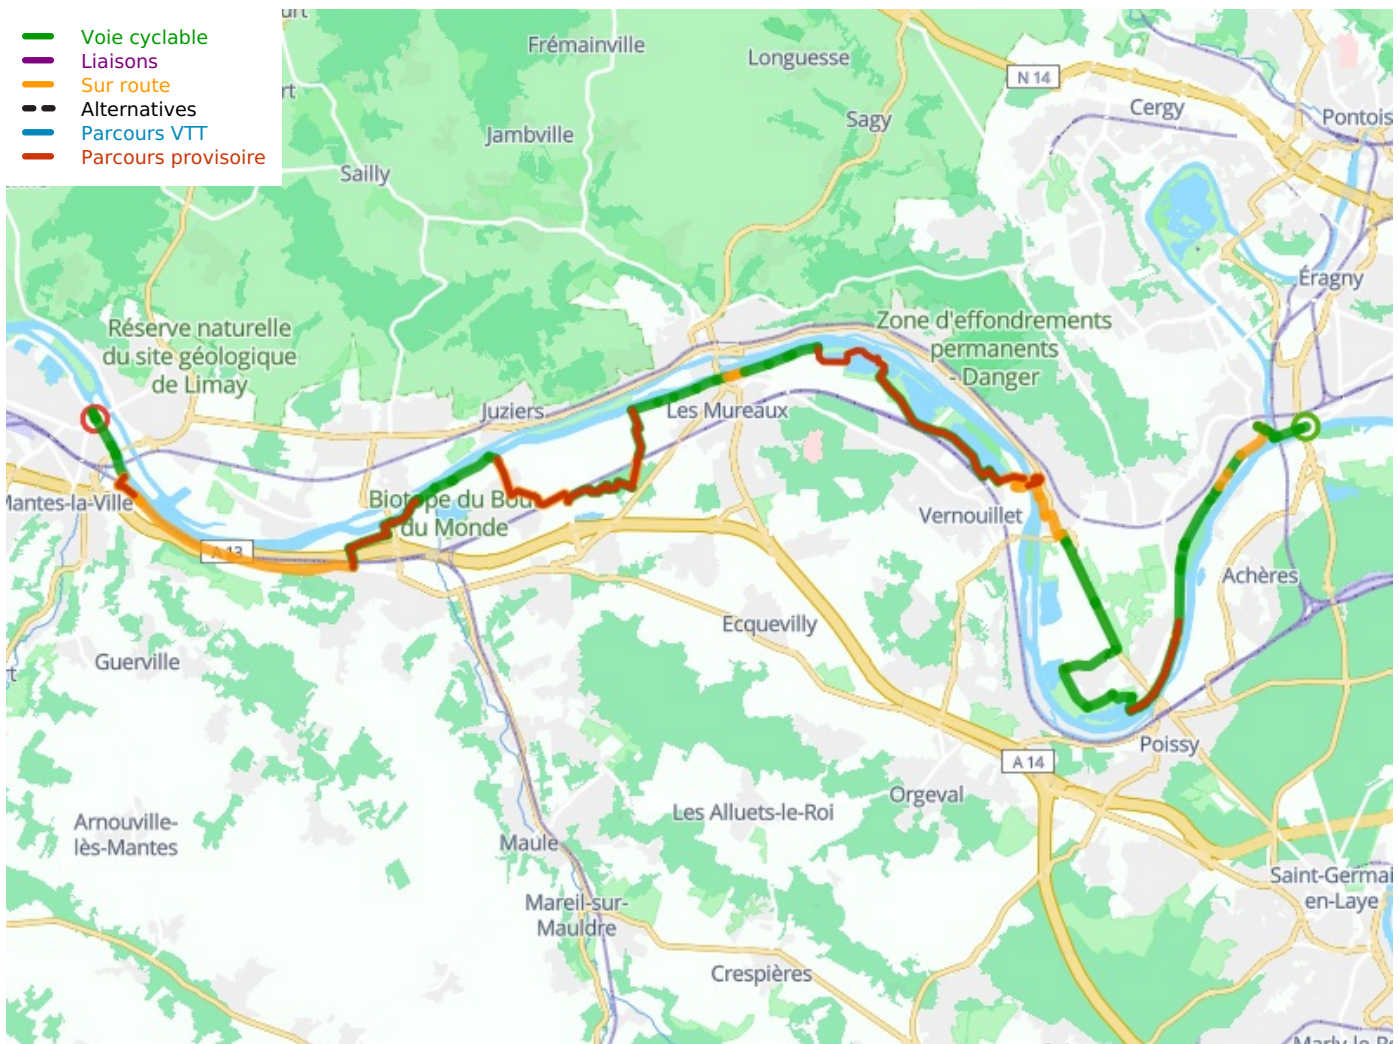 Voie cyclable
Liaisons
Sur route
Alternatives
Parcours VTT
Parcours provisoire
Frémainville
Longuesse
N 14
Cergy
Pontois
Sagy
Jambville
Sailly
Éragny
Réserve naturelle
du site géologique
de Limay
Zone d'effondrements
permanents
- Danger
Juziers
Les Mureaux
Mantes-la-Ville
Biotope du Bou
du Monde
Vernouillet
A 13
Achères
Ecquevilly
Guerville
Poissy
A 14
Orgeval
Les Alluets-le-Roi
Arnouville-
lès-Mantes
Maule
Saint-Germai
en-Laye
Mareil-sur-
Mauldre
Crespières